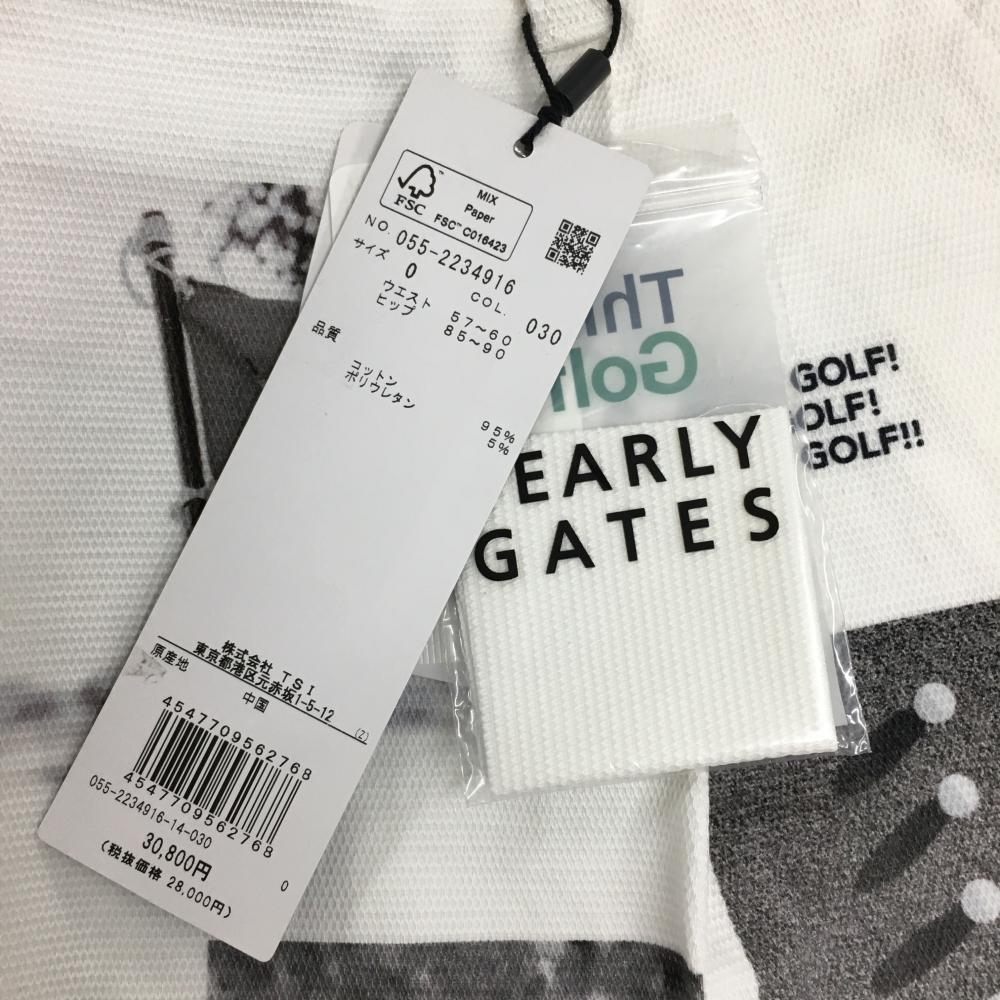 FSC
MIX
Paper
FSC™ C016423
NO. 055-2234916
サイズ 0 COL. 030
ウエスト 57~60
ヒップ 85~90
品質
コットン 95%
ポリウレタン 5%
株式会社 TSI
東京都港区元赤坂1-5-12
原産地 中国 (Z)
4547709562768
4547709562768
055-2234916-14-030
30,800円
(税抜価格 28,000円) 0
EARLY
GATES
GOLF!
OLF!
GOLF!!